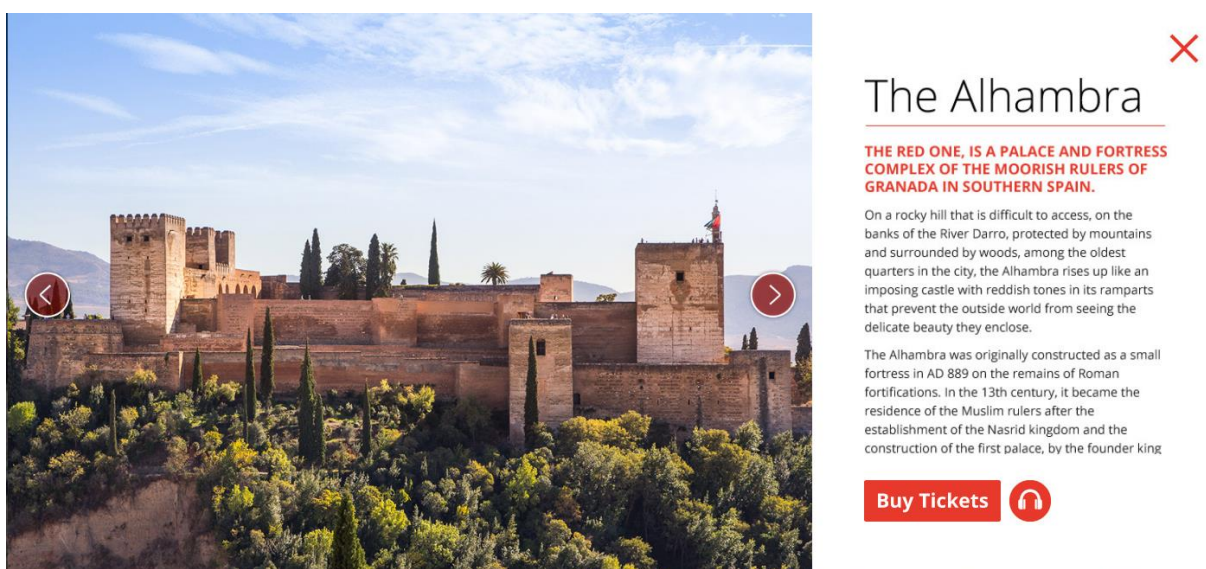 The Alhambra
THE RED ONE, IS A PALACE AND FORTRESS
COMPLEX OF THE MOORISH RULERS OF
GRANADA IN SOUTHERN SPAIN.
On a rocky hill that is difficult to access, on the
banks of the River Darro, protected by mountains
and surrounded by woods, among the oldest
quarters in the city, the Alhambra rises up like an
imposing castle with reddish tones in its ramparts
that prevent the outside world from seeing the
delicate beauty they enclose.
The Alhambra was originally constructed as a small
fortress in AD 889 on the remains of Roman
fortifications. In the 13th century, it became the
residence of the Muslim rulers after the
establishment of the Nasrid kingdom and the
construction of the first palace, by the founder king
Buy Tickets